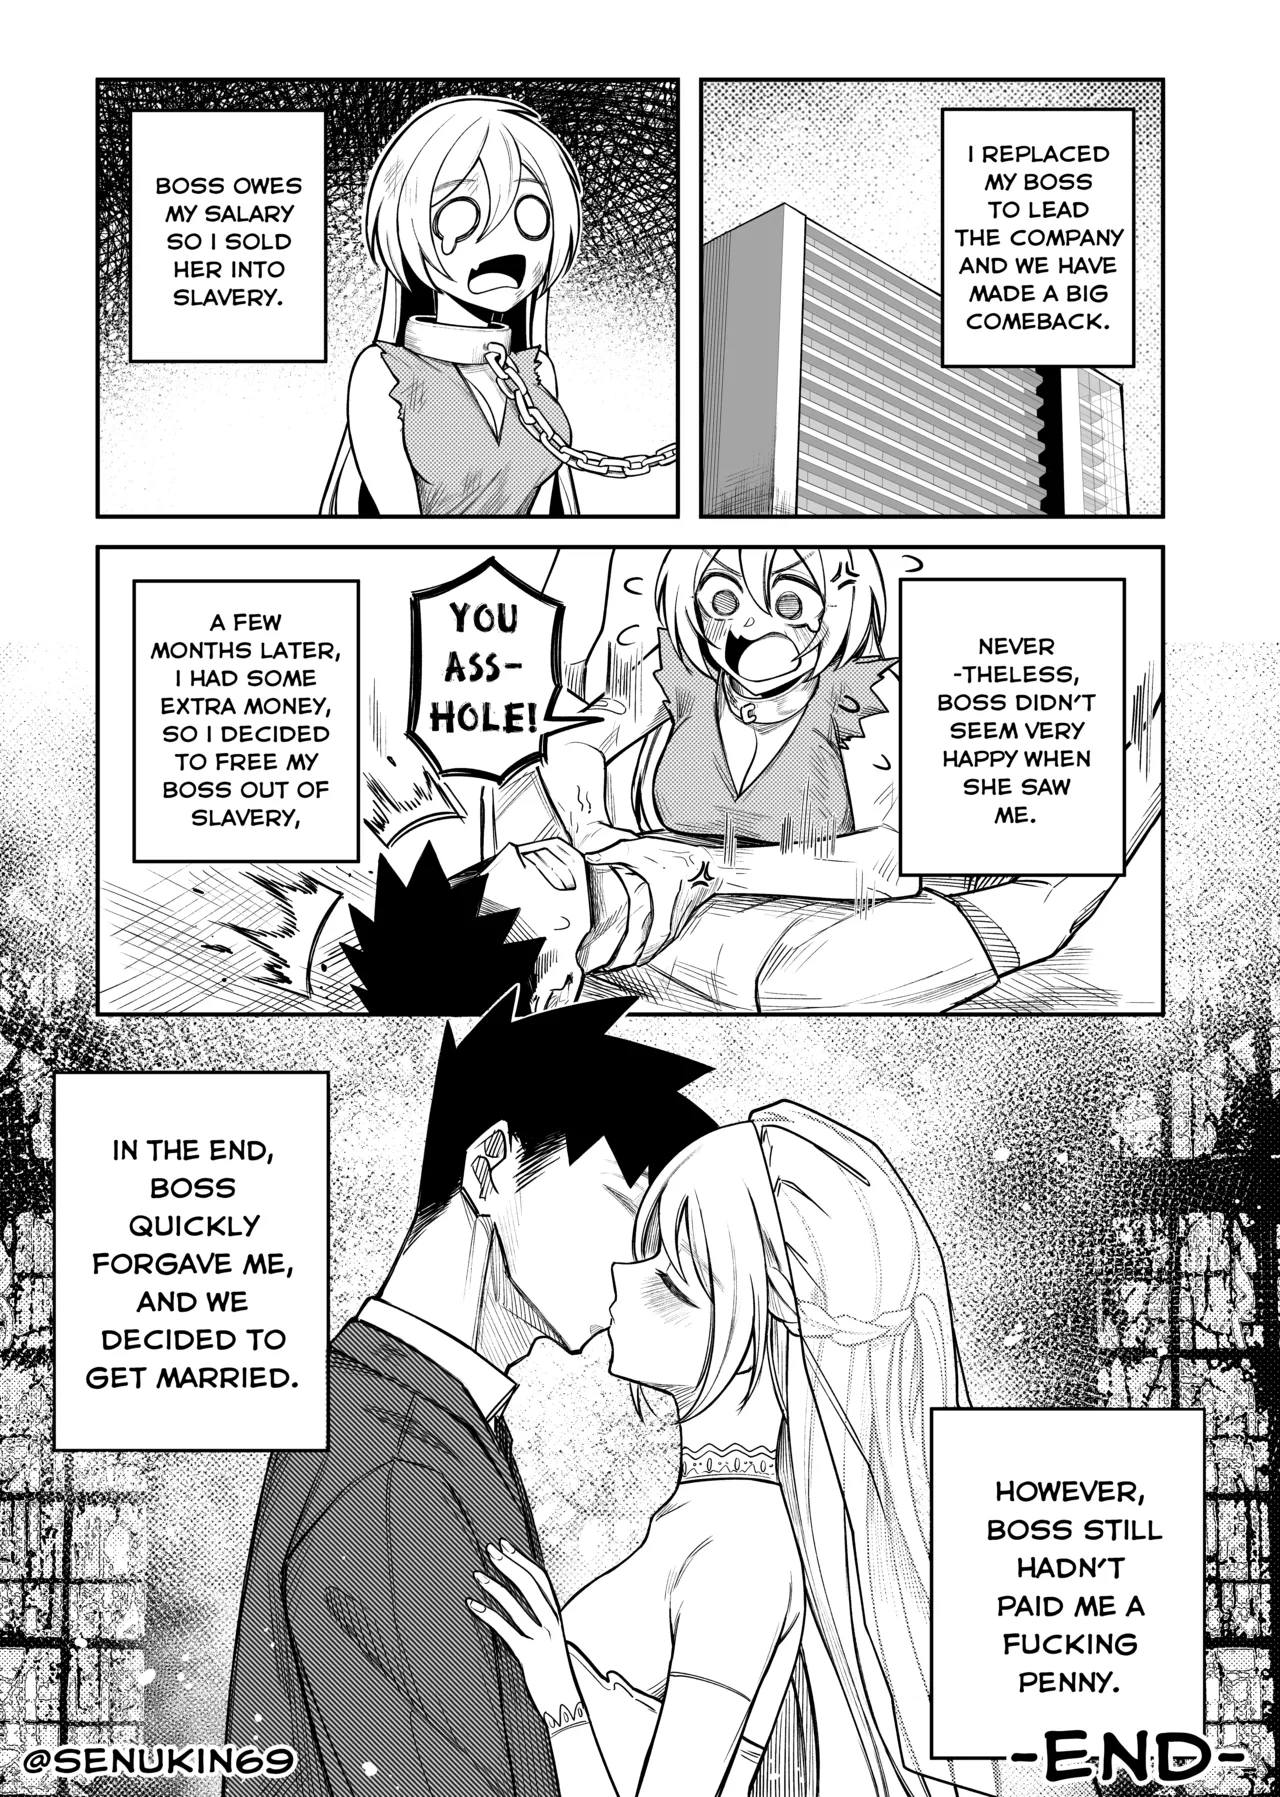 BOSS OWES
MY SALARY
SO I SOLD
HER INTO
SLAVERY.
I REPLACED
MY BOSS
TO LEAD
THE COMPANY
AND WE HAVE
MADE A BIG
COMEBACK.
A FEW
MONTHS LATER,
I HAD SOME
EXTRA MONEY,
SO I DECIDED
TO FREE MY
BOSS OUT OF
SLAVERY,
YOU
ASS-
HOLE!
NEVER
-THELESS,
BOSS DIDN'T
SEEM VERY
HAPPY WHEN
SHE SAW
ME.
IN THE END,
BOSS
QUICKLY
FORGAVE ME,
AND WE
DECIDED TO
GET MARRIED.
HOWEVER,
BOSS STILL
HADN'T
PAID ME A
FUCKING
PENNY.
@SENUKIN69
-END-